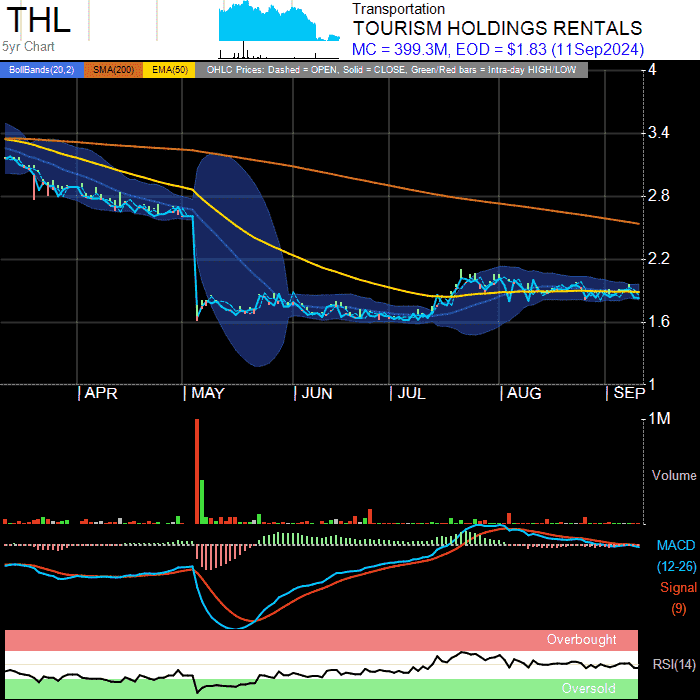 THL
5yr Chart
Transportation
TOURISM HOLDINGS RENTALS
MC = 399.3M, EOD = $1.83 (11Sep2024)
BollBands(20,2) SMA(200) EMA(50) OHLC Prices: Dashed = OPEN, Solid = CLOSE, Green/Red bars = Intra-day HIGH/LOW
4
3.4
2.8
2.2
1.6
1
APR MAY JUN JUL AUG SEP
1M
Volume
MACD
(12-26)
Signal
(9)
Overbought
RSI(14)
Oversold